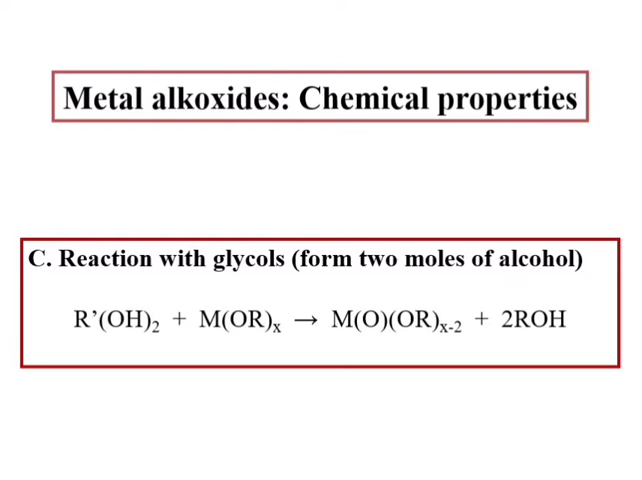 Metal alkoxides: Chemical properties
C. Reaction with glycols (form two moles of alcohol)
R’(OH)₂ + M(OR)ₓ → M(O)(OR)ₓ₋₂ + 2ROH